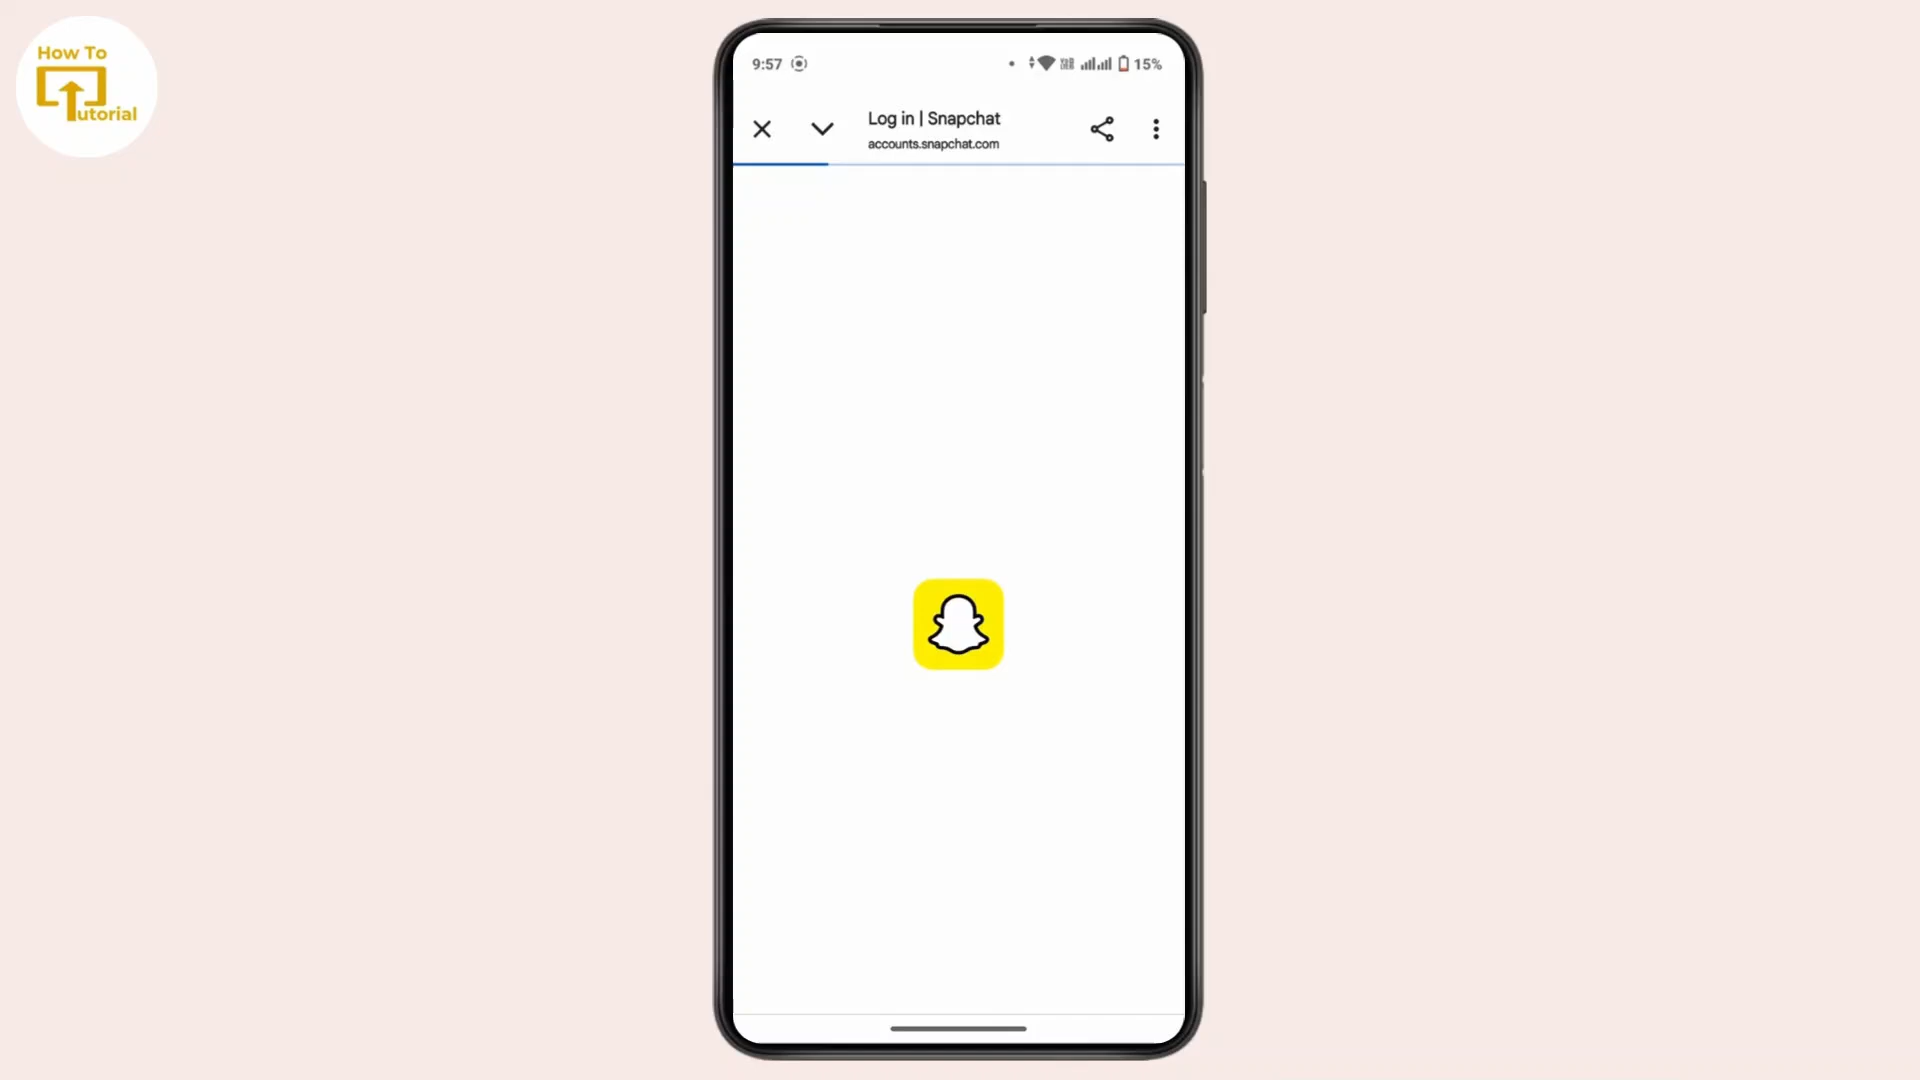 How To
utorial
9:57
15%
Log in | Snapchat
accounts.snapchat.com